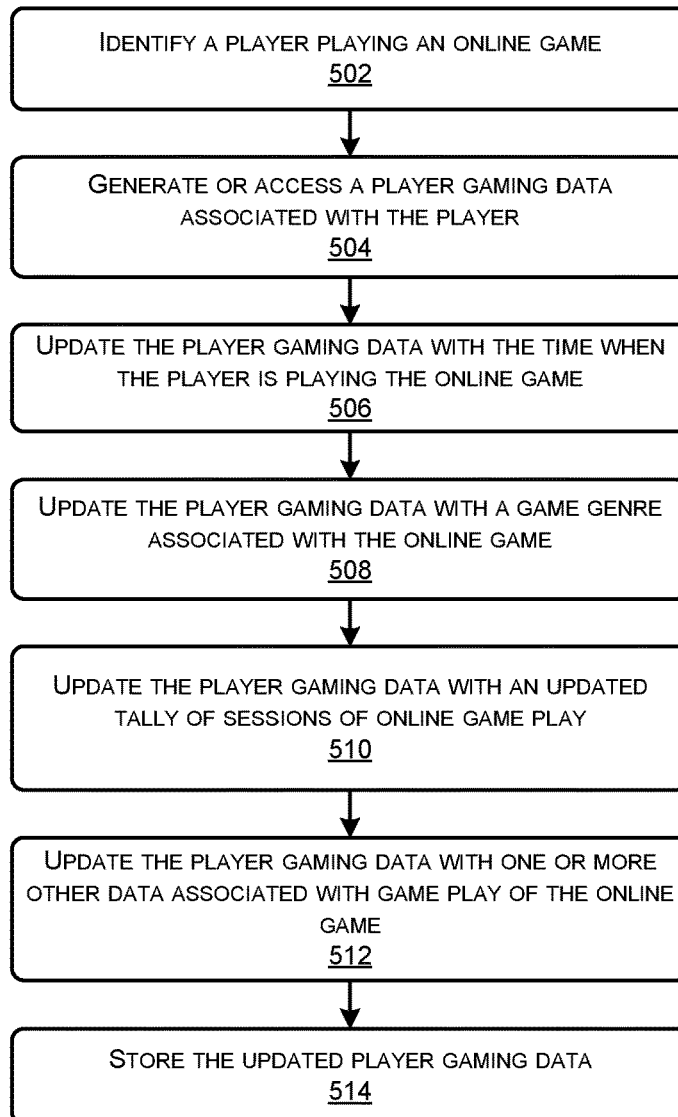 IDENTIFY A PLAYER PLAYING AN ONLINE GAME
502
GENERATE OR ACCESS A PLAYER GAMING DATA
ASSOCIATED WITH THE PLAYER
504
UPDATE THE PLAYER GAMING DATA WITH THE TIME WHEN
THE PLAYER IS PLAYING THE ONLINE GAME
506
UPDATE THE PLAYER GAMING DATA WITH A GAME GENRE
ASSOCIATED WITH THE ONLINE GAME
508
UPDATE THE PLAYER GAMING DATA WITH AN UPDATED
TALLY OF SESSIONS OF ONLINE GAME PLAY
510
UPDATE THE PLAYER GAMING DATA WITH ONE OR MORE
OTHER DATA ASSOCIATED WITH GAME PLAY OF THE ONLINE
GAME
512
STORE THE UPDATED PLAYER GAMING DATA
514